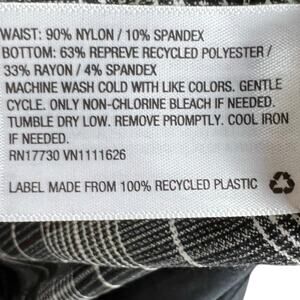 WAIST: 90% NYLON / 10% SPANDEX
BOTTOM: 63% REPREVE RECYCLED POLYESTER /
33% RAYON / 4% SPANDEX
MACHINE WASH COLD WITH LIKE COLORS. GENTLE
CYCLE. ONLY NON-CHLORINE BLEACH IF NEEDED.
TUMBLE DRY LOW. REMOVE PROMPTLY. COOL IRON
IF NEEDED.
RN17730 VN1111626
LABEL MADE FROM 100% RECYCLED PLASTIC